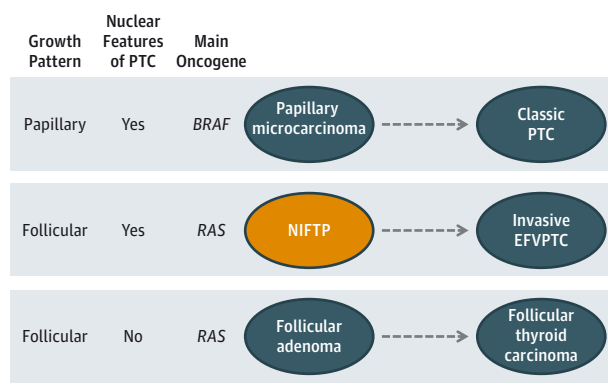 Growth
Pattern
Nuclear
Features
of PTC
Main
Oncogene
Papillary
Yes
BRAF
Papillary
microcarcinoma
Classic
PTC
Follicular
Yes
RAS
NIFTP
Invasive
EFVPTC
Follicular
No
RAS
Follicular
adenoma
Follicular
thyroid
carcinoma